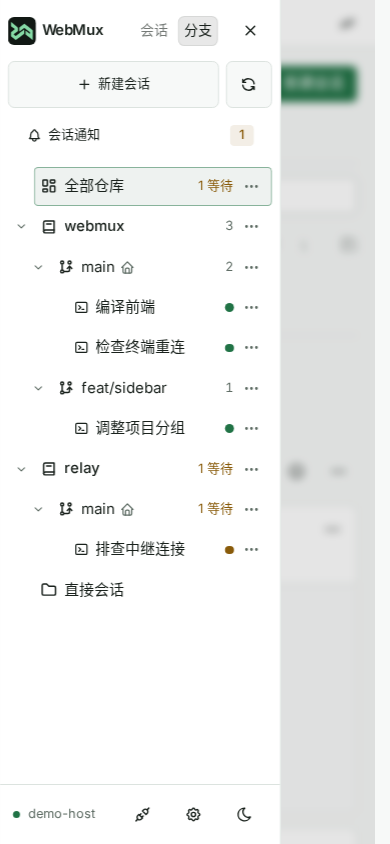 WebMux 会话 分支
新建会话
会话通知 1
全部仓库 1 等待
webmux 3
main 2
编译前端
检查终端重连
feat/sidebar 1
调整项目分组
relay 1 等待
main 1 等待
排查中继连接
直接会话
demo-host